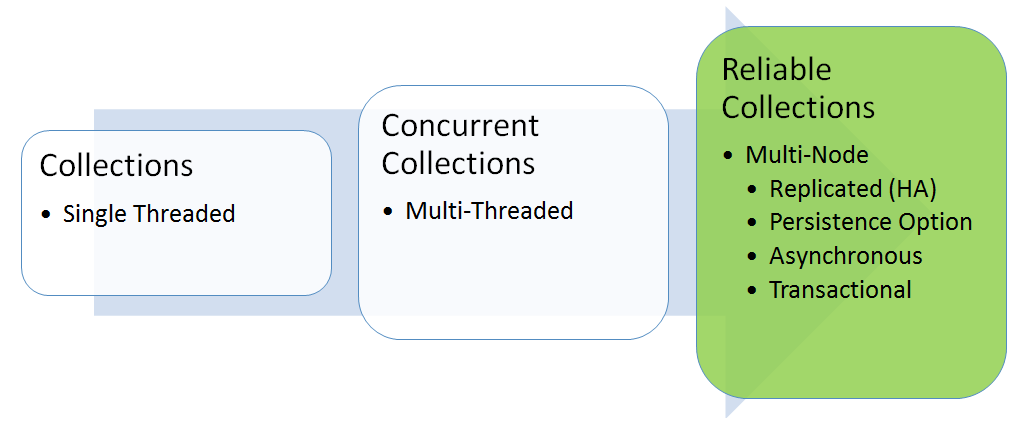 Collections
• Single Threaded
Concurrent
Collections
• Multi-Threaded
Reliable
Collections
• Multi-Node
• Replicated (HA)
• Persistence Option
• Asynchronous
• Transactional